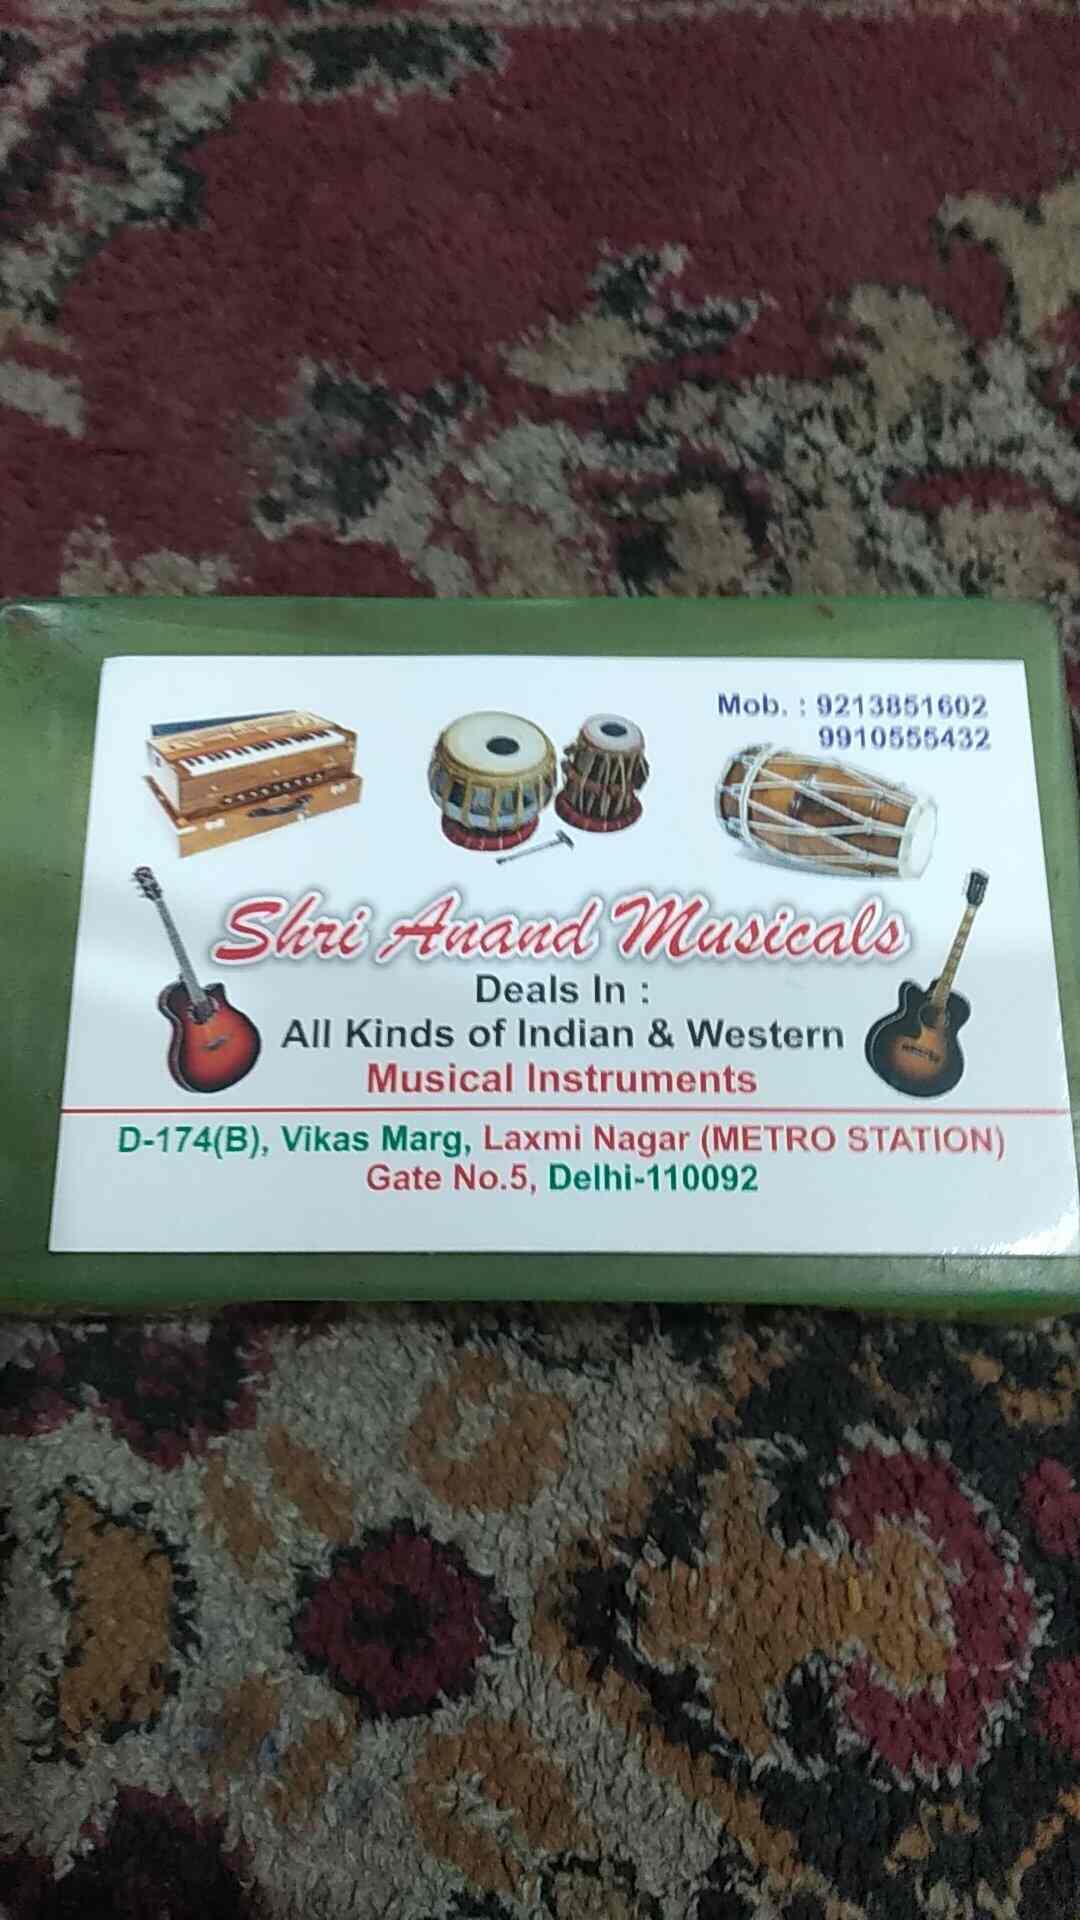 Mob. : 9213851602
9910555432
Shri Anand Musicals
Deals In :
All Kinds of Indian & Western
Musical Instruments
D-174(B), Vikas Marg, Laxmi Nagar (METRO STATION)
Gate No.5, Delhi-110092